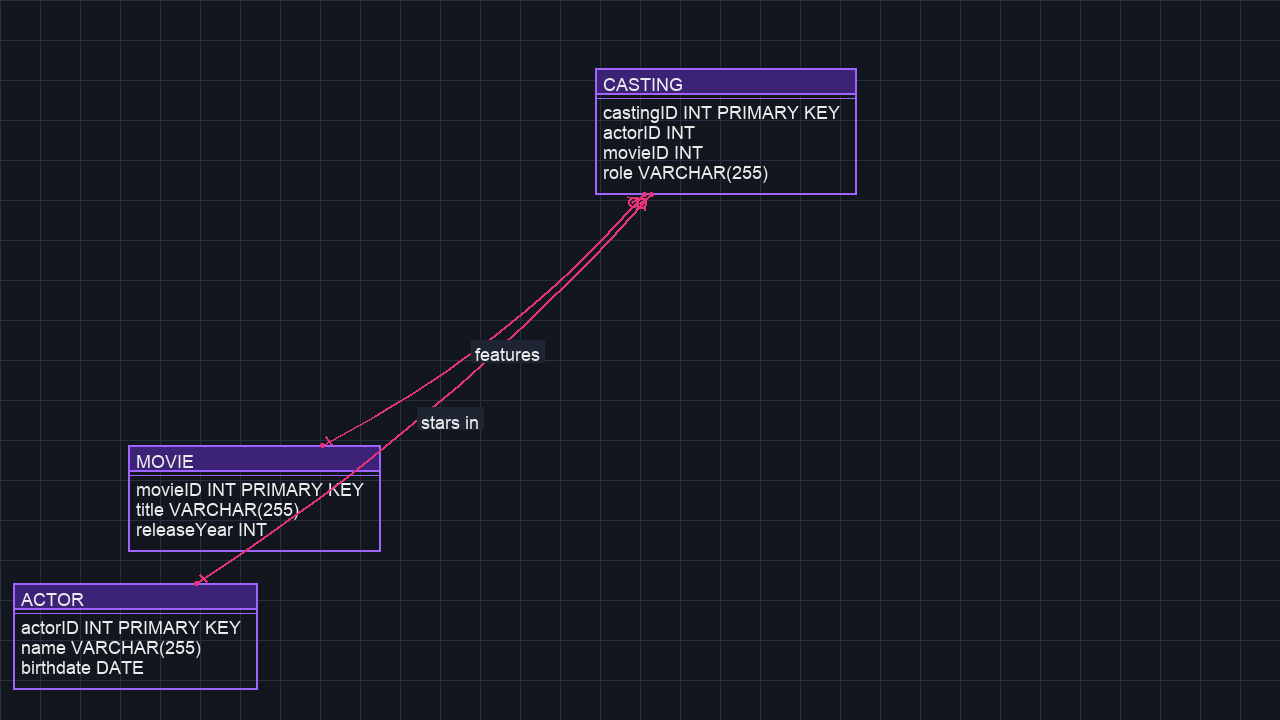 CASTING
castingID INT PRIMARY KEY
actorID INT
movieID INT
role VARCHAR(255)
features
stars in
MOVIE
movieID INT PRIMARY KEY
title VARCHAR(255)
releaseYear INT
ACTOR
actorID INT PRIMARY KEY
name VARCHAR(255)
birthdate DATE